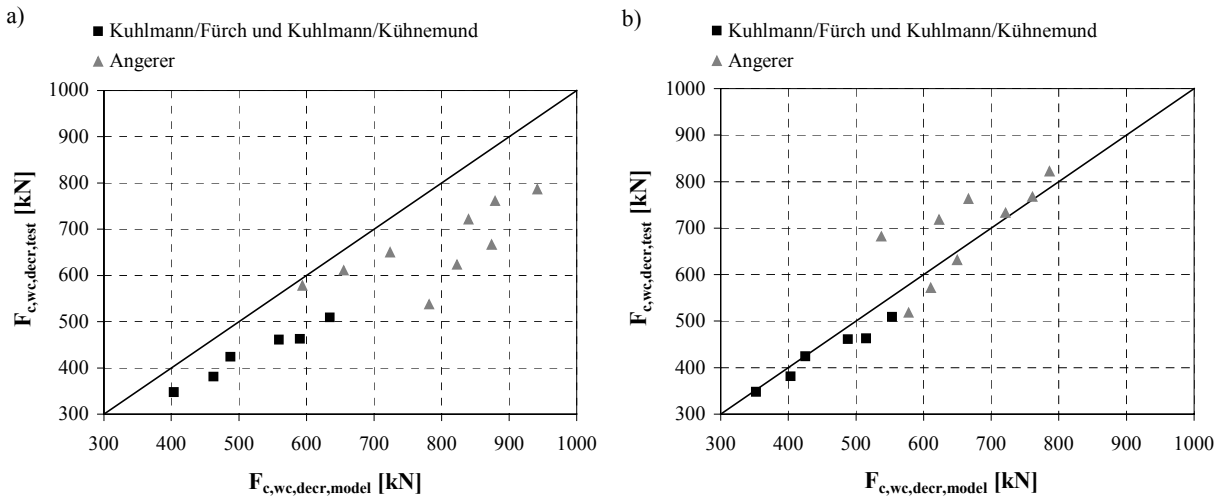 a)
■ Kuhlmann/Fürch und Kuhlmann/Kühnemund
▲ Angerer
1000
900
800
700
600
500
400
300
300 400 500 600 700 800 900 1000
F_c,wc,decr,test [kN]
F_c,wc,decr,model [kN]
b)
■ Kuhlmann/Fürch und Kuhlmann/Kühnemund
▲ Angerer
1000
900
800
700
600
500
400
300
300 400 500 600 700 800 900 1000
F_c,wc,decr,test [kN]
F_c,wc,decr,model [kN]